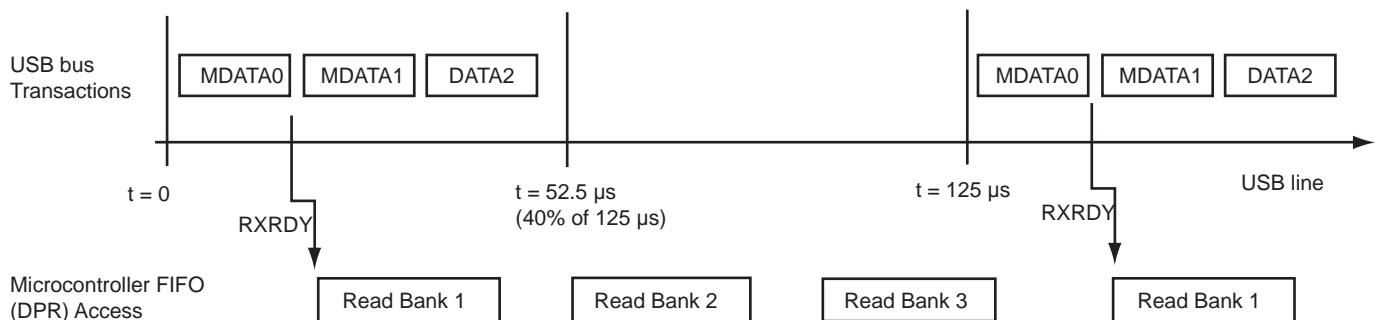 USB bus
Transactions
MDATA0 MDATA1 DATA2 MDATA0 MDATA1 DATA2
t = 0
t = 52.5 µs
(40% of 125 µs)
t = 125 µs
USB line
RXRDY RXRDY
Microcontroller FIFO
(DPR) Access
Read Bank 1 Read Bank 2 Read Bank 3 Read Bank 1